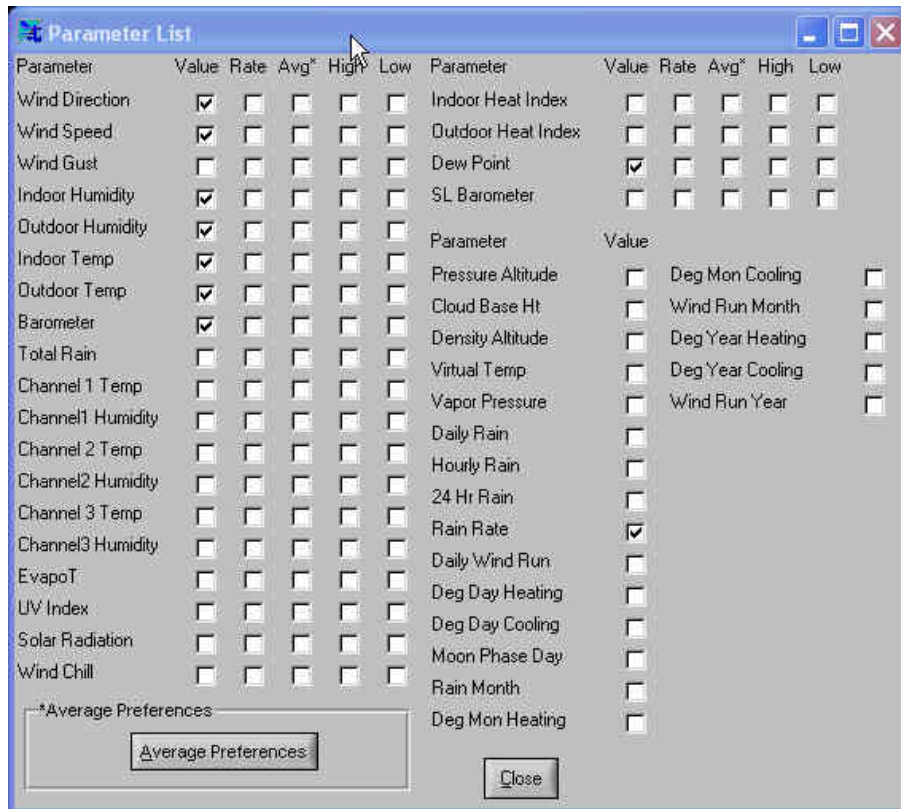 Parameter List
Parameter Value Rate Avg* High Low
Wind Direction
Wind Speed
Wind Gust
Indoor Humidity
Outdoor Humidity
Indoor Temp
Outdoor Temp
Barometer
Total Rain
Channel 1 Temp
Channel1 Humidity
Channel 2 Temp
Channel2 Humidity
Channel 3 Temp
Channel3 Humidity
EvapoT
UV Index
Solar Radiation
Wind Chill
*Average Preferences
Average Preferences
Parameter Value Rate Avg* High Low
Indoor Heat Index
Outdoor Heat Index
Dew Point
SL Barometer
Parameter Value
Pressure Altitude
Cloud Base Ht
Density Altitude
Virtual Temp
Vapor Pressure
Daily Rain
Hourly Rain
24 Hr Rain
Rain Rate
Daily Wind Run
Deg Day Heating
Deg Day Cooling
Moon Phase Day
Rain Month
Deg Mon Heating
Deg Mon Cooling
Wind Run Month
Deg Year Heating
Deg Year Cooling
Wind Run Year
Close